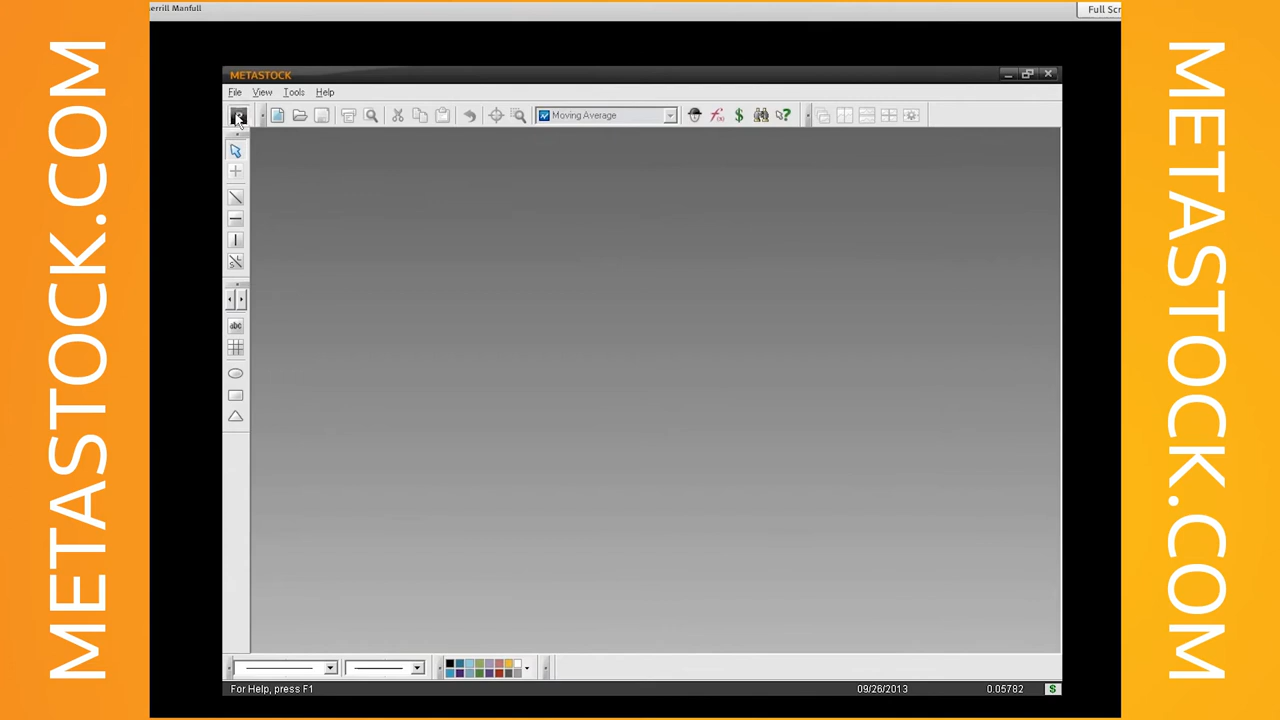 METASTOCK.COM
errill Manfull
Full Scr
METASTOCK
File View Tools Help
Moving Average
abc
For Help, press F1
09/26/2013
0.05782
$
METASTOCK.COM